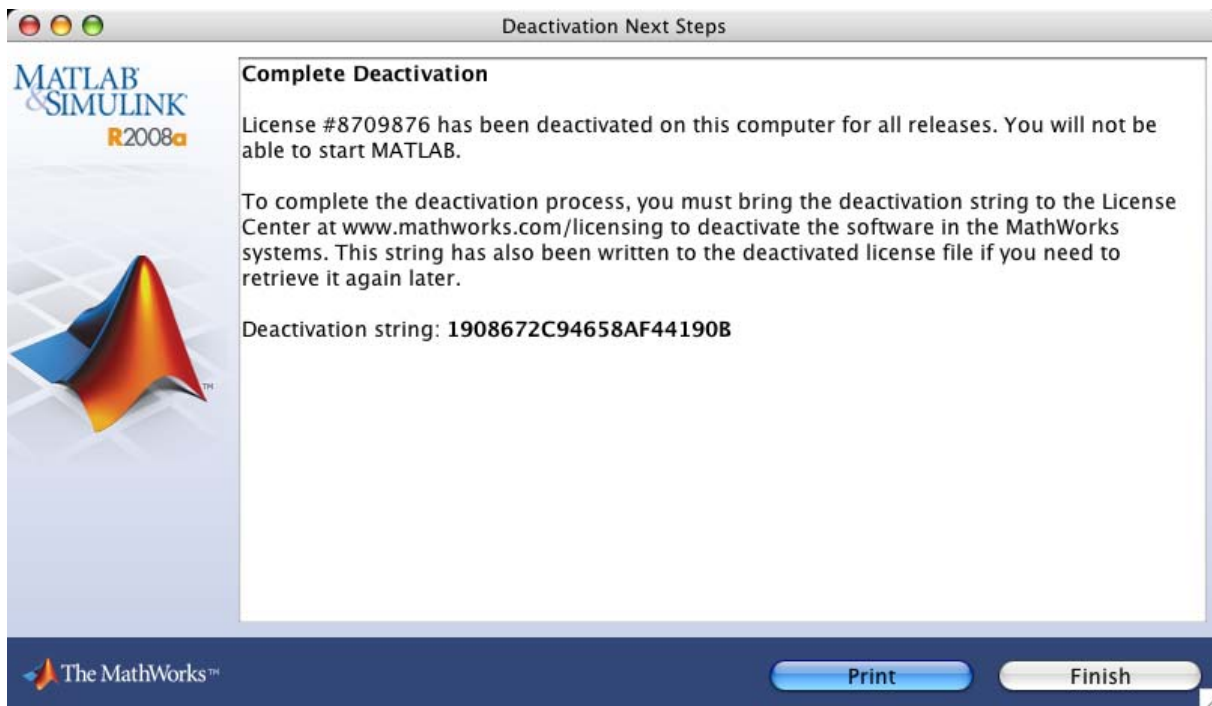 Deactivation Next Steps
MATLAB
&SIMULINK
R2008a
Complete Deactivation
License #8709876 has been deactivated on this computer for all releases. You will not be
able to start MATLAB.
To complete the deactivation process, you must bring the deactivation string to the License
Center at www.mathworks.com/licensing to deactivate the software in the MathWorks
systems. This string has also been written to the deactivated license file if you need to
retrieve it again later.
Deactivation string: 1908672C94658AF44190B
TM
The MathWorks™
Print
Finish